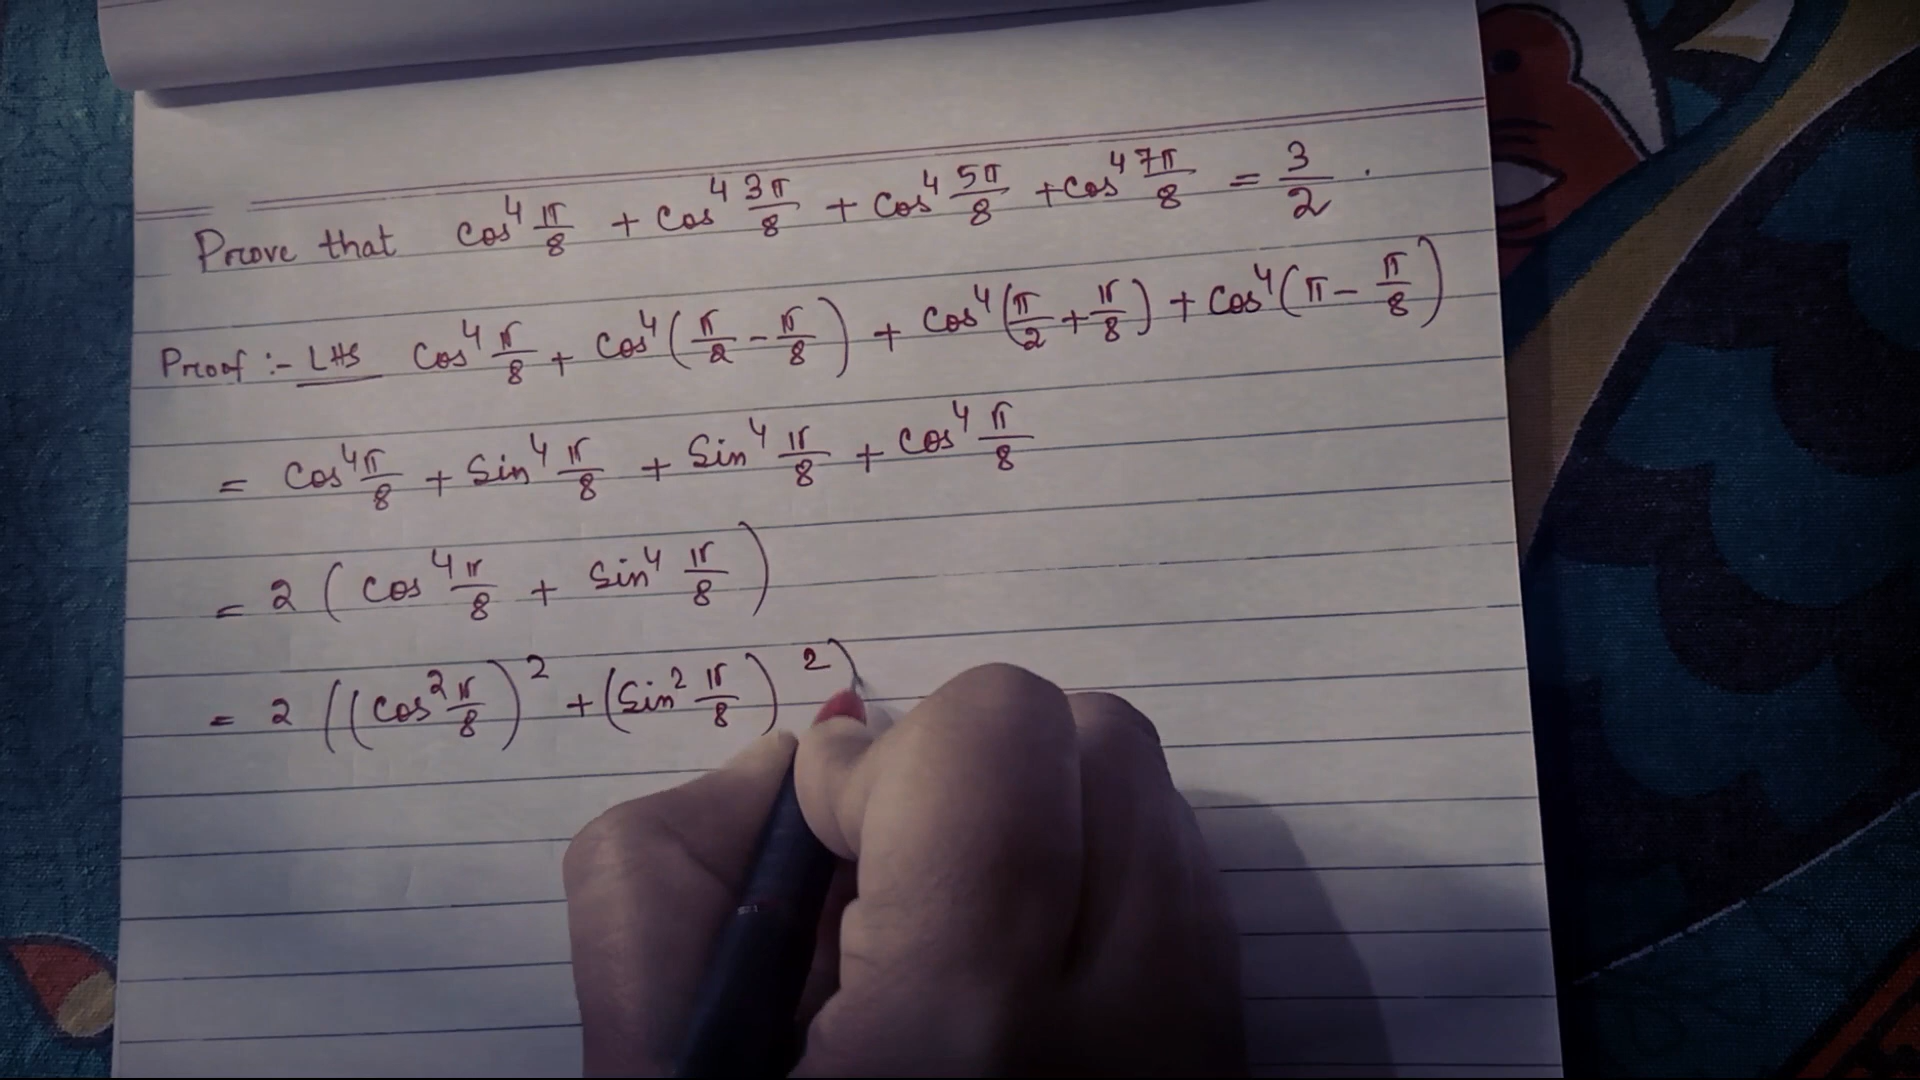 Prove that cos⁴ π/8 + cos⁴ 3π/8 + cos⁴ 5π/8 + cos⁴ 7π/8 = 3/2 .
Proof :- LHS cos⁴ π/8 + cos⁴ (π/2 - π/8) + cos⁴ (π/2 + π/8) + cos⁴ (π - π/8)
= cos⁴ π/8 + Sin⁴ π/8 + Sin⁴ π/8 + cos⁴ π/8
= 2 ( cos⁴ π/8 + Sin⁴ π/8 )
= 2 ((cos² π/8)² + (Sin² π/8)²)